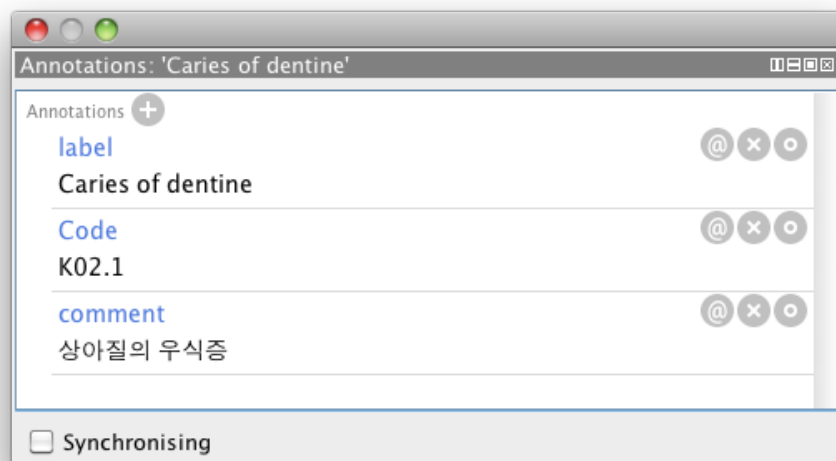 Annotations: 'Caries of dentine'
Annotations
label
Caries of dentine
Code
K02.1
comment
상아질의 우식증
Synchronising